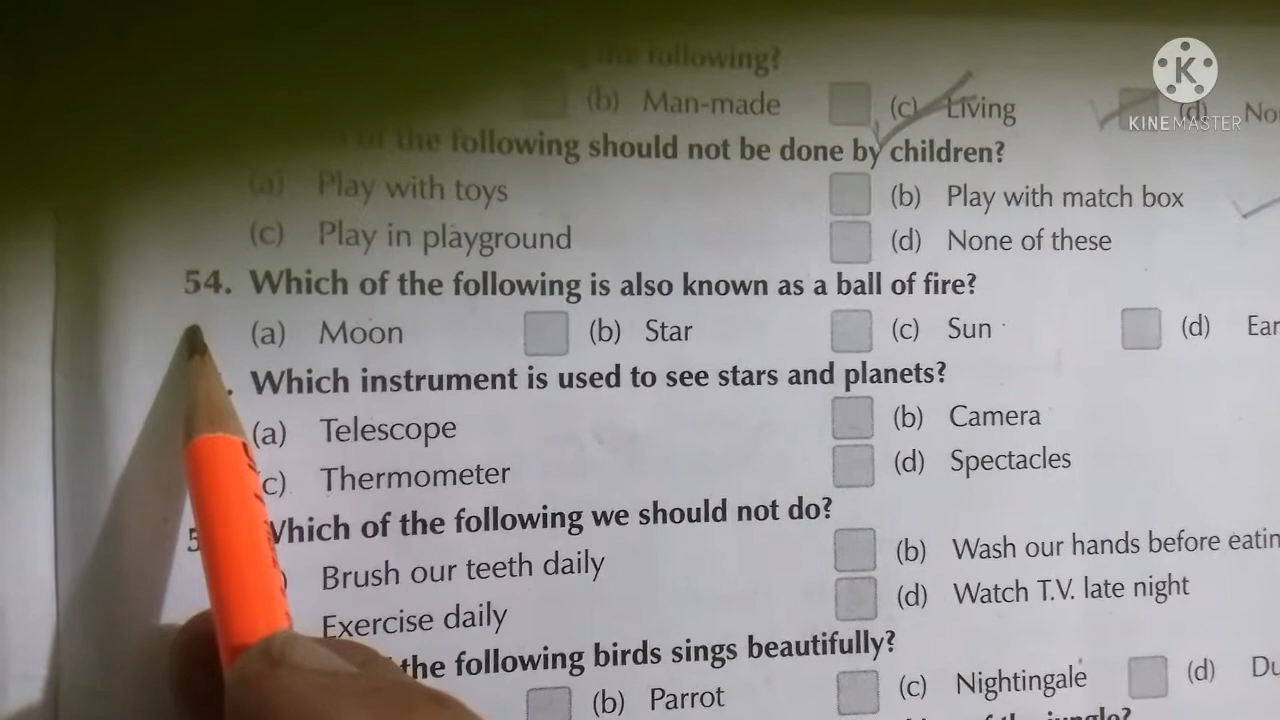 the following?
(b) Man-made (c) Living (d)
of the following should not be done by children?
(a) Play with toys (b) Play with match box
(c) Play in playground (d) None of these
54. Which of the following is also known as a ball of fire?
(a) Moon (b) Star (c) Sun (d)
Which instrument is used to see stars and planets?
(a) Telescope (b) Camera
(c) Thermometer (d) Spectacles
Which of the following we should not do?
Brush our teeth daily (b) Wash our hands before
Exercise daily (d) Watch T.V. late night
the following birds sings beautifully?
(b) Parrot (c) Nightingale (d)
KINEMASTER